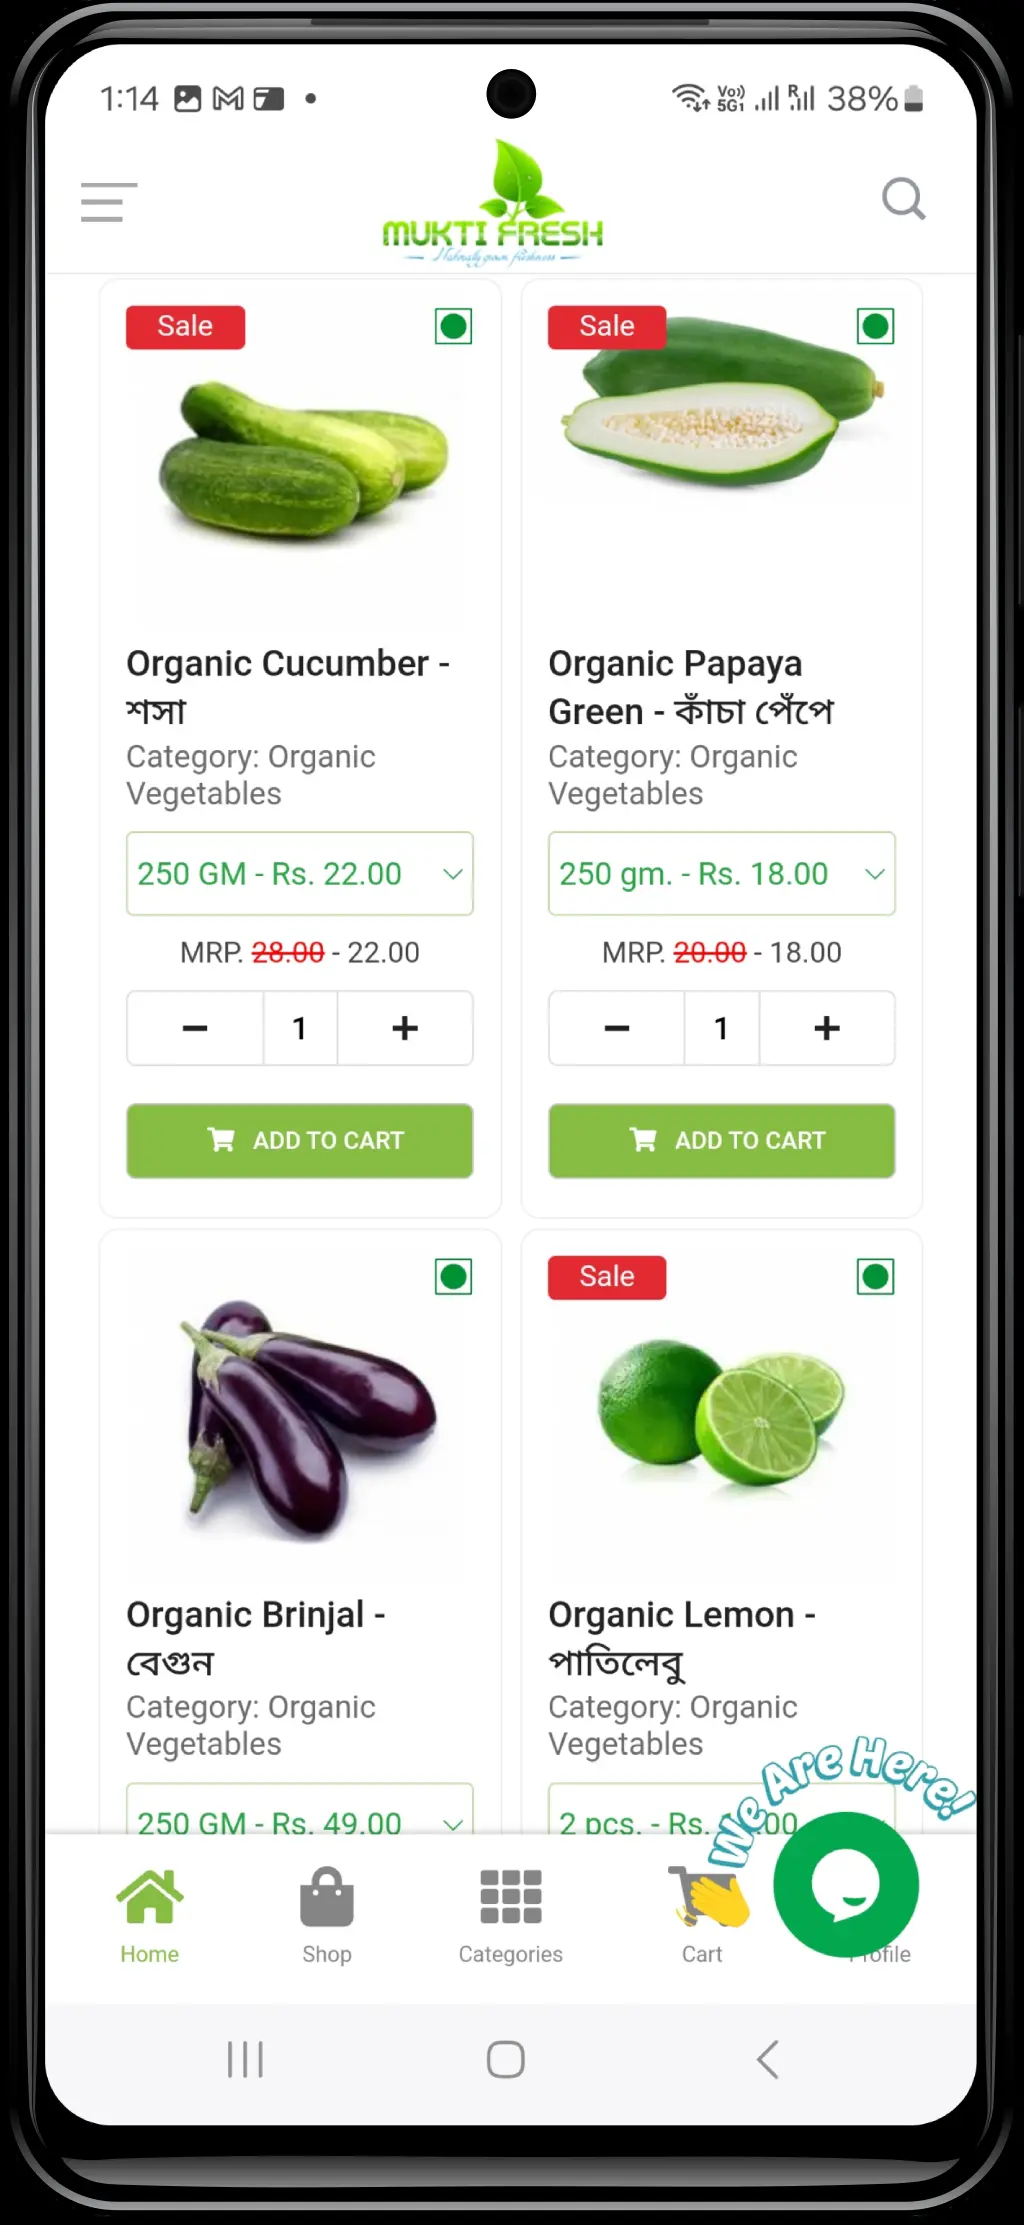 1:14
Vo))
5G1
R
38%
MUKTI FRESH
Naturally grown freshness
Sale
Sale
Organic Cucumber -
শসা
Category: Organic
Vegetables
250 GM - Rs. 22.00
MRP. 28.00 - 22.00
1
ADD TO CART
Organic Papaya
Green - কাঁচা পেঁপে
Category: Organic
Vegetables
250 gm. - Rs. 18.00
MRP. 20.00 - 18.00
1
ADD TO CART
Sale
Organic Brinjal -
বেগুন
Category: Organic
Vegetables
250 GM - Rs. 49.00
Organic Lemon -
পাতিলেবু
Category: Organic
Vegetables
2 pcs. - Rs.
We Are Here!
Home
Shop
Categories
Cart